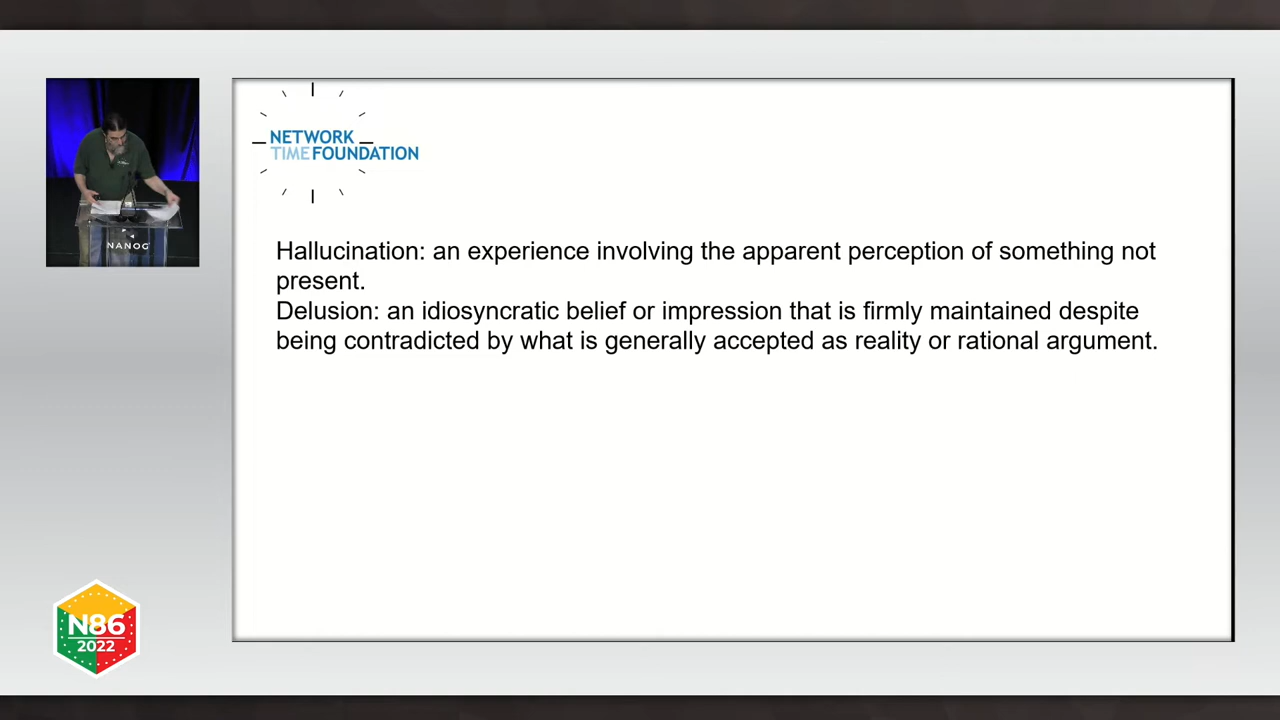 NETWORK
TIME FOUNDATION
Hallucination: an experience involving the apparent perception of something not
present.
Delusion: an idiosyncratic belief or impression that is firmly maintained despite
being contradicted by what is generally accepted as reality or rational argument.
NANOG
N86
2022